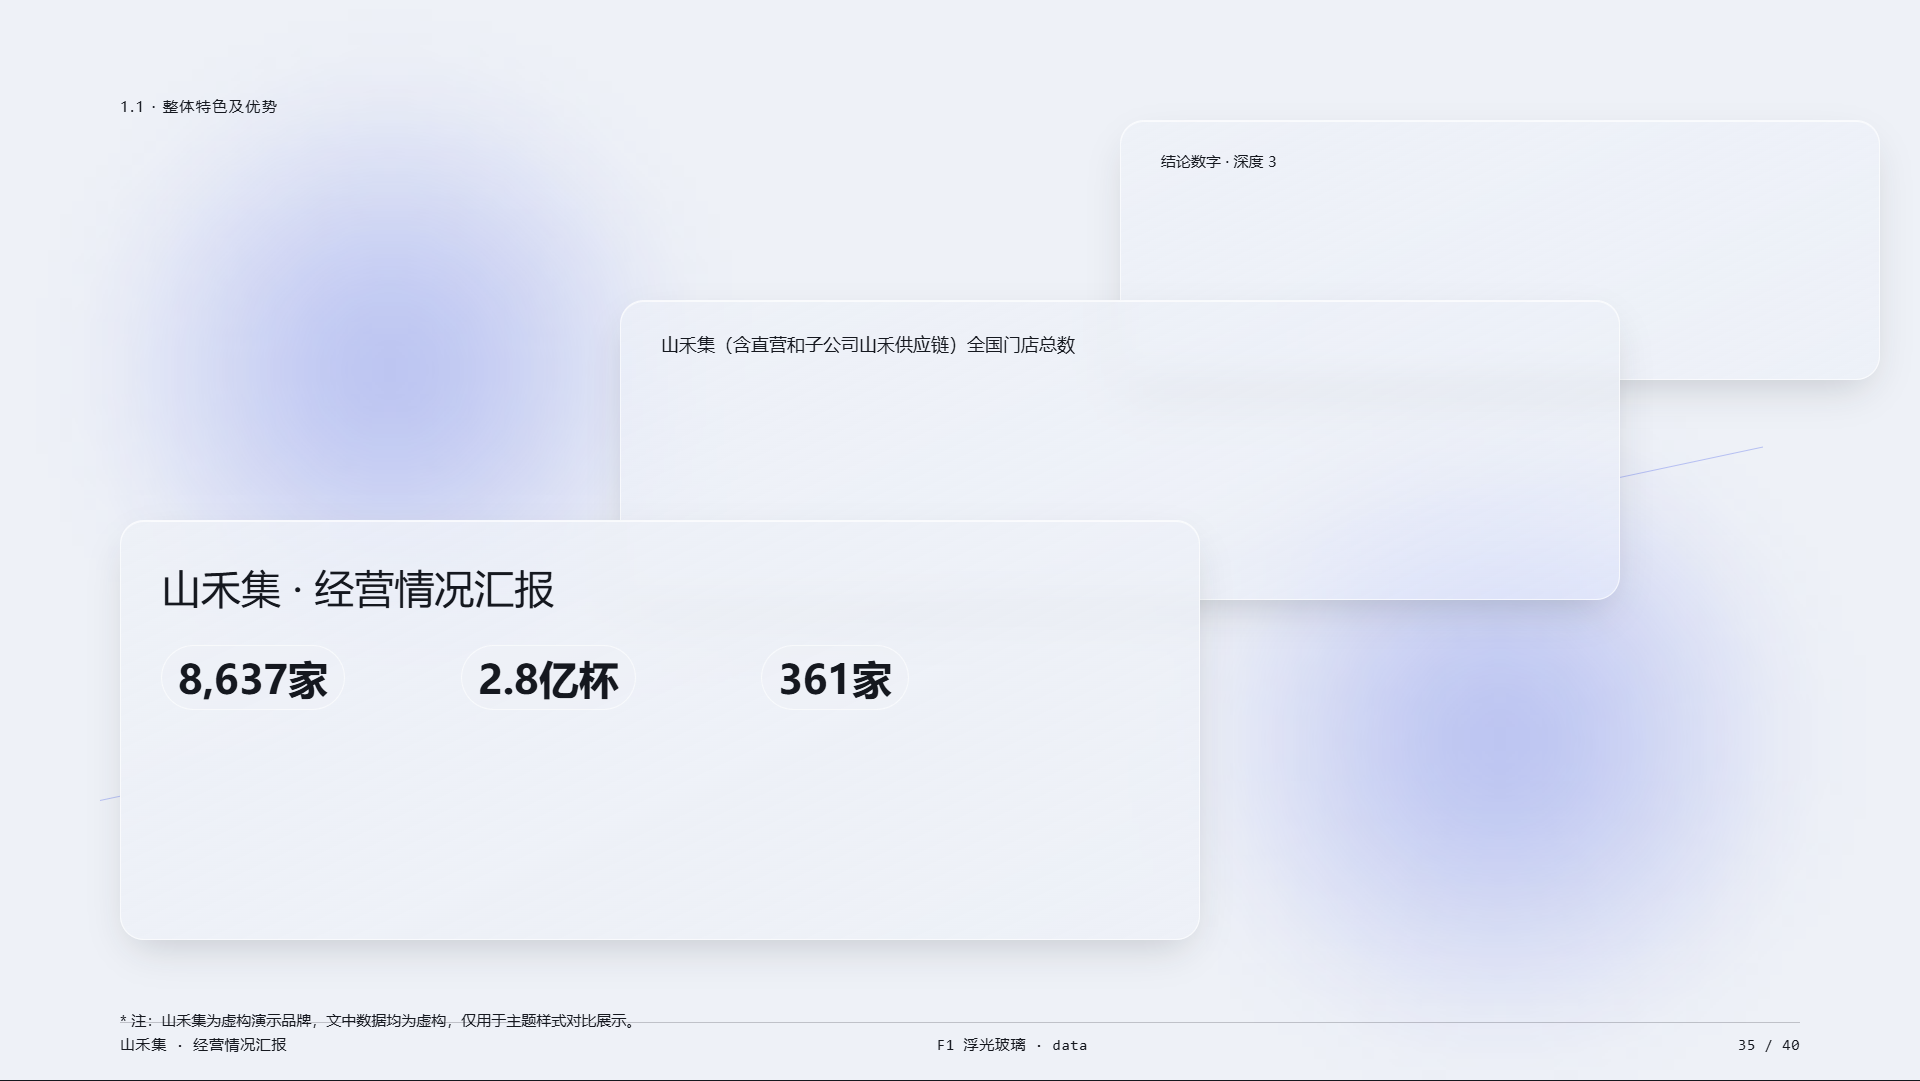 1.1 · 整体特色及优势
结论数字 · 深度 3
山禾集（含直营和子公司山禾供应链）全国门店总数
山禾集 · 经营情况汇报
8,637家
2.8亿杯
361家
* 注：山禾集为虚构演示品牌，文中数据均为虚构，仅用于主题样式对比展示。
山禾集 · 经营情况汇报
F1 浮光玻璃 · data
35 / 40